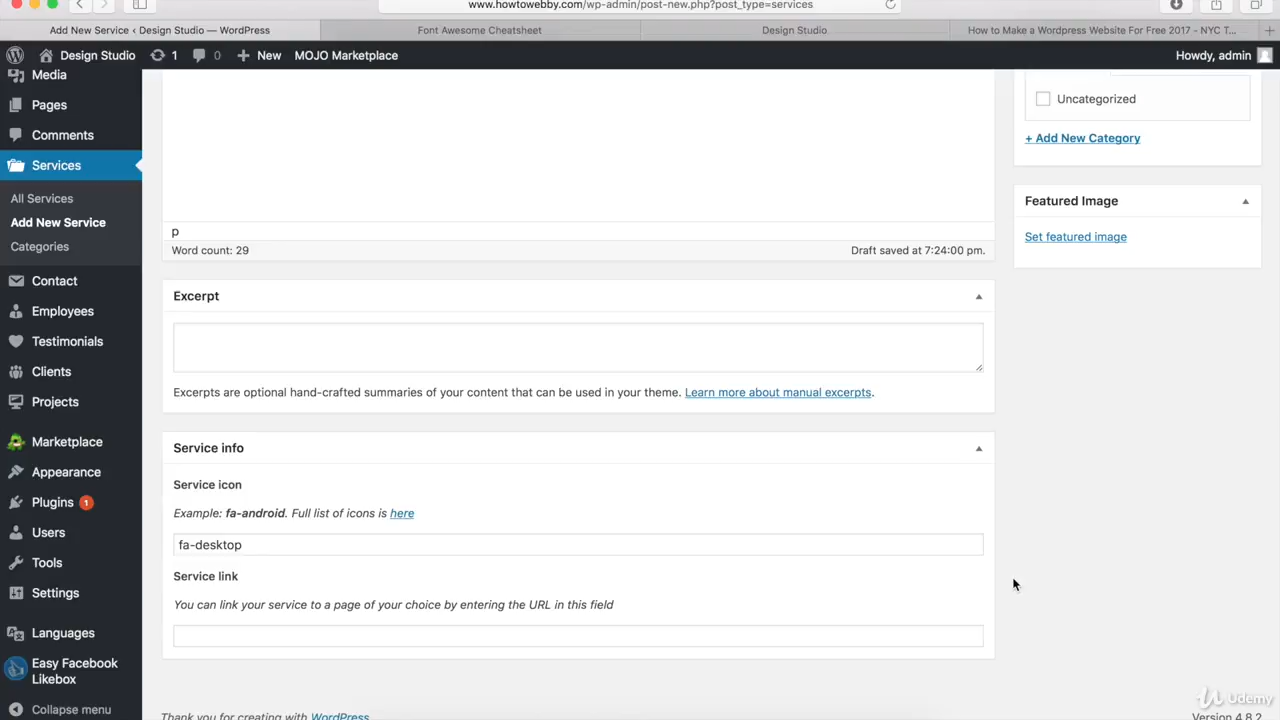 www.howtowebby.com/wp-admin/post-new.php?post_type=services
Add New Service ‹ Design Studio — WordPress
Font Awesome Cheatsheet
Design Studio
How to Make a Wordpress Website For Free 2017 - NYC T...
Design Studio
1
0
New
MOJO Marketplace
Howdy, admin
Media
Pages
Comments
Services
All Services
Add New Service
Categories
Contact
Employees
Testimonials
Clients
Projects
Marketplace
Appearance
Plugins 1
Users
Tools
Settings
Languages
Easy Facebook
Likebox
Collapse menu
p
Word count: 29
Draft saved at 7:24:00 pm.
Excerpt
Excerpts are optional hand-crafted summaries of your content that can be used in your theme. Learn more about manual excerpts.
Service info
Service icon
Example: fa-android. Full list of icons is here
fa-desktop
Service link
You can link your service to a page of your choice by entering the URL in this field
Thank you for creating with WordPress
Uncategorized
+ Add New Category
Featured Image
Set featured image
Udemy
Version 4.8.2